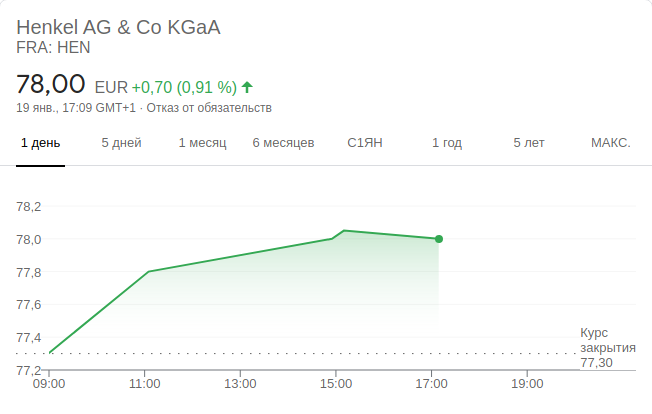 Henkel AG & Co KGaA
FRA: HEN
78,00 EUR +0,70 (0,91 %)
19 янв., 17:09 GMT+1 · Отказ от обязательств
1 день 5 дней 1 месяц 6 месяцев С1ЯН 1 год 5 лет МАКС.
78,2
78,0
77,8
77,6
77,4
Курс
закрытия
77,30
77,2
09:00 11:00 13:00 15:00 17:00 19:00